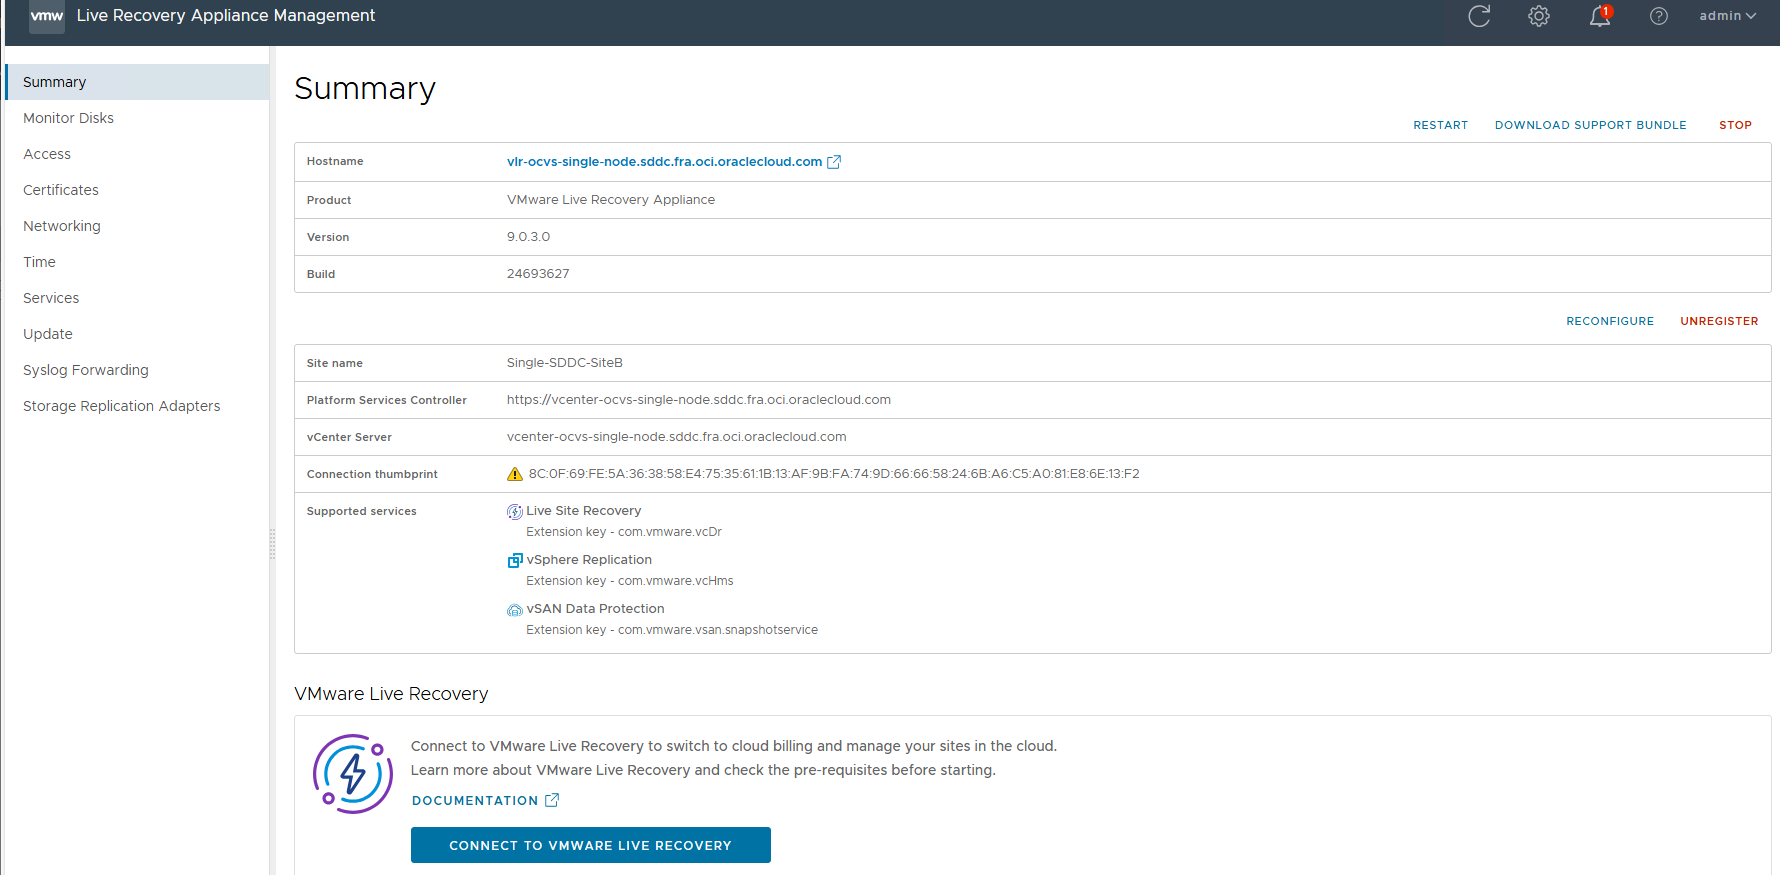 vmw Live Recovery Appliance Management 1 admin
Summary
Monitor Disks
Access
Certificates
Networking
Time
Services
Update
Syslog Forwarding
Storage Replication Adapters
Summary
RESTART DOWNLOAD SUPPORT BUNDLE STOP
Hostname vlr-ocvs-single-node.sddc.fra.oci.oraclecloud.com
Product VMware Live Recovery Appliance
Version 9.0.3.0
Build 24693627
RECONFIGURE UNREGISTER
Site name Single-SDDC-SiteB
Platform Services Controller https://vcenter-ocvs-single-node.sddc.fra.oci.oraclecloud.com
vCenter Server vcenter-ocvs-single-node.sddc.fra.oci.oraclecloud.com
Connection thumbprint 8C:0F:69:FE:5A:36:38:58:E4:75:35:61:1B:13:AF:9B:FA:74:9D:66:66:58:24:6B:A6:C5:A0:81:E8:6E:13:F2
Supported services Live Site Recovery
Extension key - com.vmware.vcDr
vSphere Replication
Extension key - com.vmware.vcHms
vSAN Data Protection
Extension key - com.vmware.vsan.snapshotservice
VMware Live Recovery
Connect to VMware Live Recovery to switch to cloud billing and manage your sites in the cloud.
Learn more about VMware Live Recovery and check the pre-requisites before starting.
DOCUMENTATION
CONNECT TO VMWARE LIVE RECOVERY